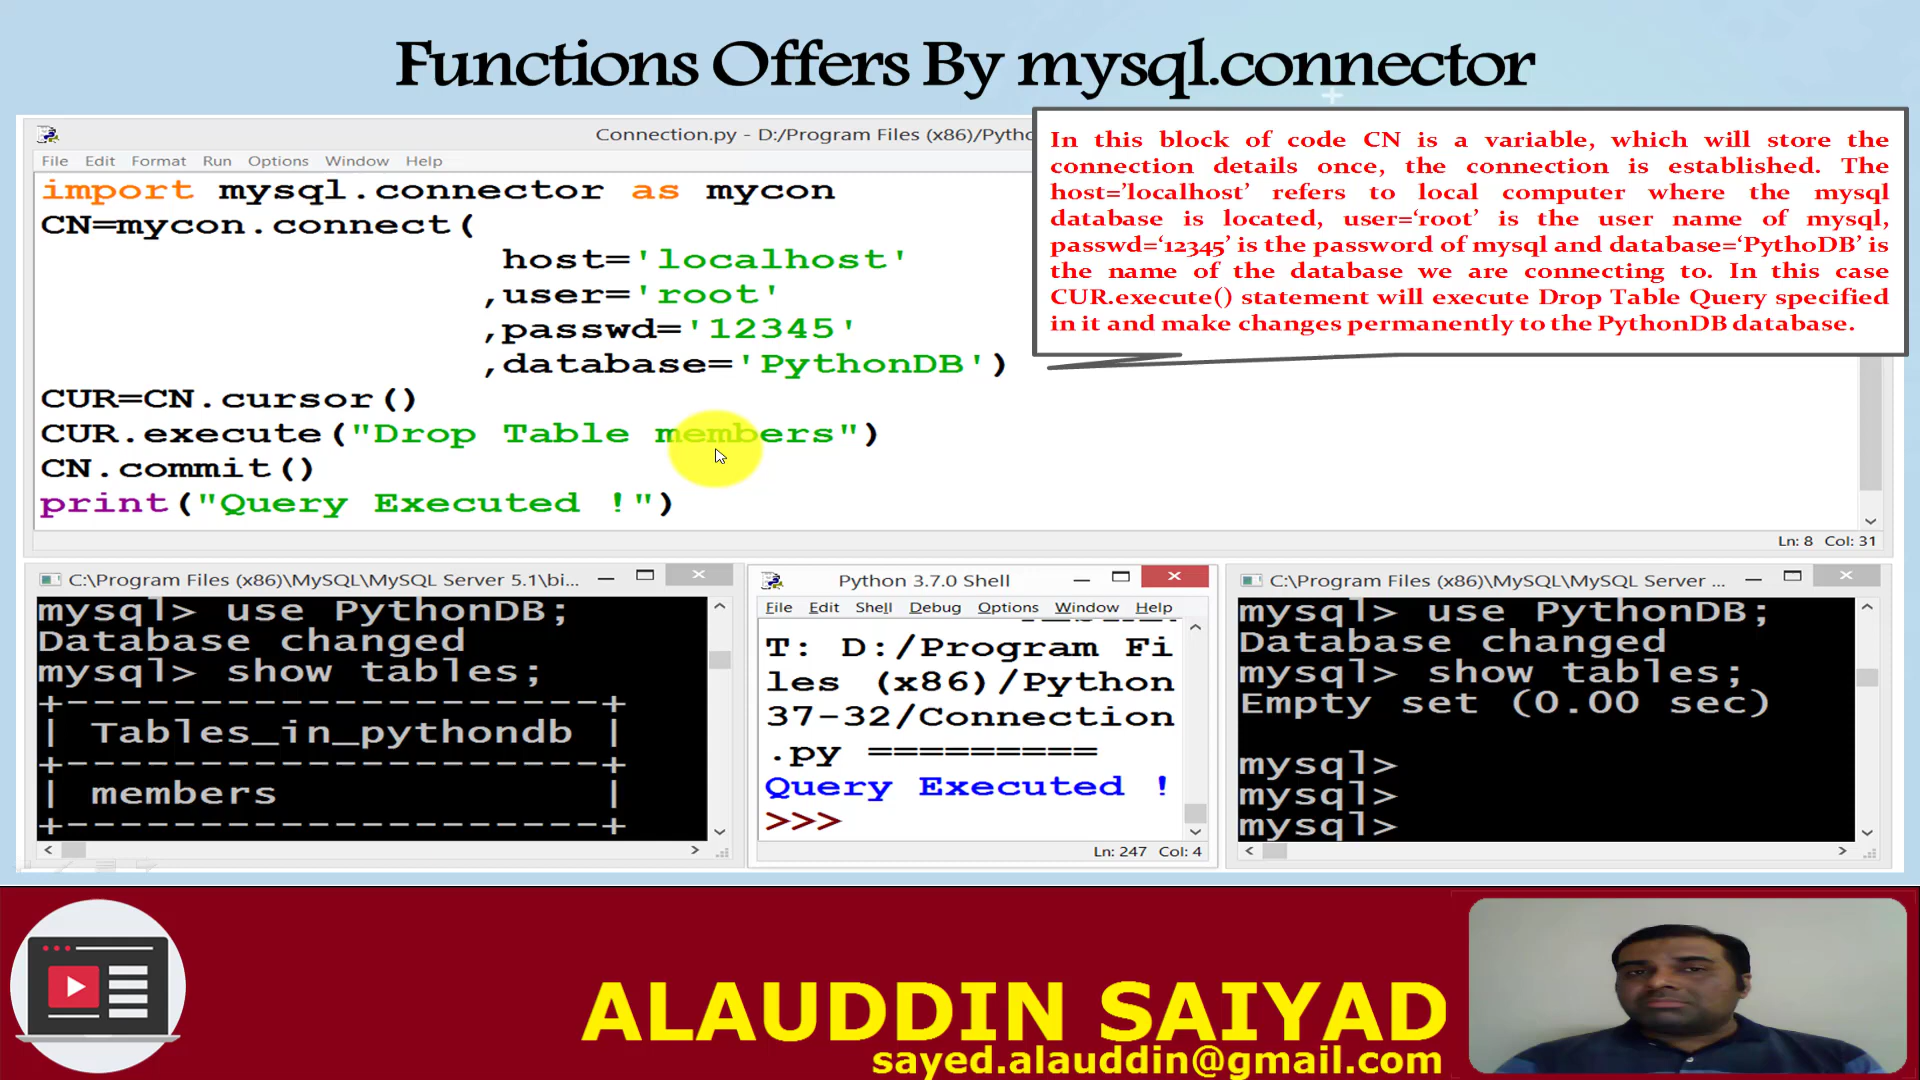 Functions Offers By mysql.connector
Connection.py - D:/Program Files (x86)/Pytho
File Edit Format Run Options Window Help
import mysql.connector as mycon
CN=mycon.connect(
host='localhost'
,user='root'
,passwd='12345'
,database='PythonDB')
CUR=CN.cursor()
CUR.execute("Drop Table members")
CN.commit()
print("Query Executed !")
Ln: 8 Col: 31
In this block of code CN is a variable, which will store the
connection details once, the connection is established. The
host=’localhost’ refers to local computer where the mysql
database is located, user=‘root’ is the user name of mysql,
passwd=‘12345’ is the password of mysql and database=‘PythoDB’ is
the name of the database we are connecting to. In this case
CUR.execute() statement will execute Drop Table Query specified
in it and make changes permanently to the PythonDB database.
C:\Program Files (x86)\MySQL\MySQL Server 5.1\bi...
mysql> use PythonDB;
Database changed
mysql> show tables;
+---------------------+
| Tables_in_pythondb |
+---------------------+
| members |
+---------------------+
Python 3.7.0 Shell
File Edit Shell Debug Options Window Help
T: D:/Program Fi
les (x86)/Python
37-32/Connection
.py =========
Query Executed !
>>>
Ln: 247 Col: 4
C:\Program Files (x86)\MySQL\MySQL Server ...
mysql> use PythonDB;
Database changed
mysql> show tables;
Empty set (0.00 sec)
mysql>
mysql>
mysql>
ALAUDDIN SAIYAD
sayed.alauddin@gmail.com